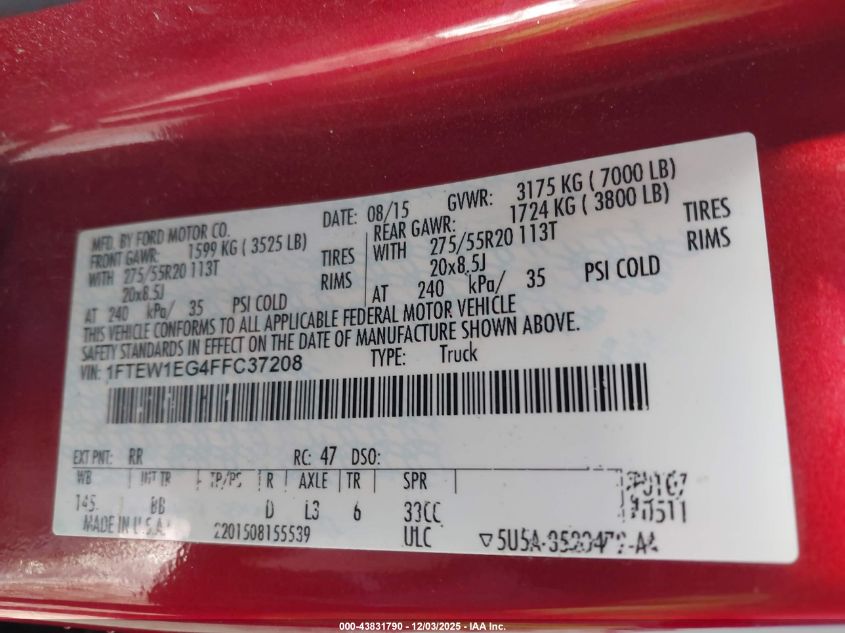 MFD. BY FORD MOTOR CO.
DATE: 08/15 GVWR: 3175 KG ( 7000 LB)
FRONT GAWR: 1599 KG ( 3525 LB)
REAR GAWR: 1724 KG ( 3800 LB)
WITH 275/55R20 113T TIRES
WITH 275/55R20 113T TIRES
20x8.5J RIMS
20x8.5J RIMS
AT 240 kPa/ 35 PSI COLD
AT 240 kPa/ 35 PSI COLD
THIS VEHICLE CONFORMS TO ALL APPLICABLE FEDERAL MOTOR VEHICLE
SAFETY STANDARDS IN EFFECT ON THE DATE OF MANUFACTURE SHOWN ABOVE.
VIN: 1FTEW1EG4FFC37208 TYPE: Truck
EXT PNT: RR RC: 47 DSO:
WB INT TR TP/PS R AXLE TR SPR
145 BB D L3 6 33CC
MADE IN U.S.A. 2201508155539 ULC
000-43831790 - 12/03/2025 - IAA Inc.